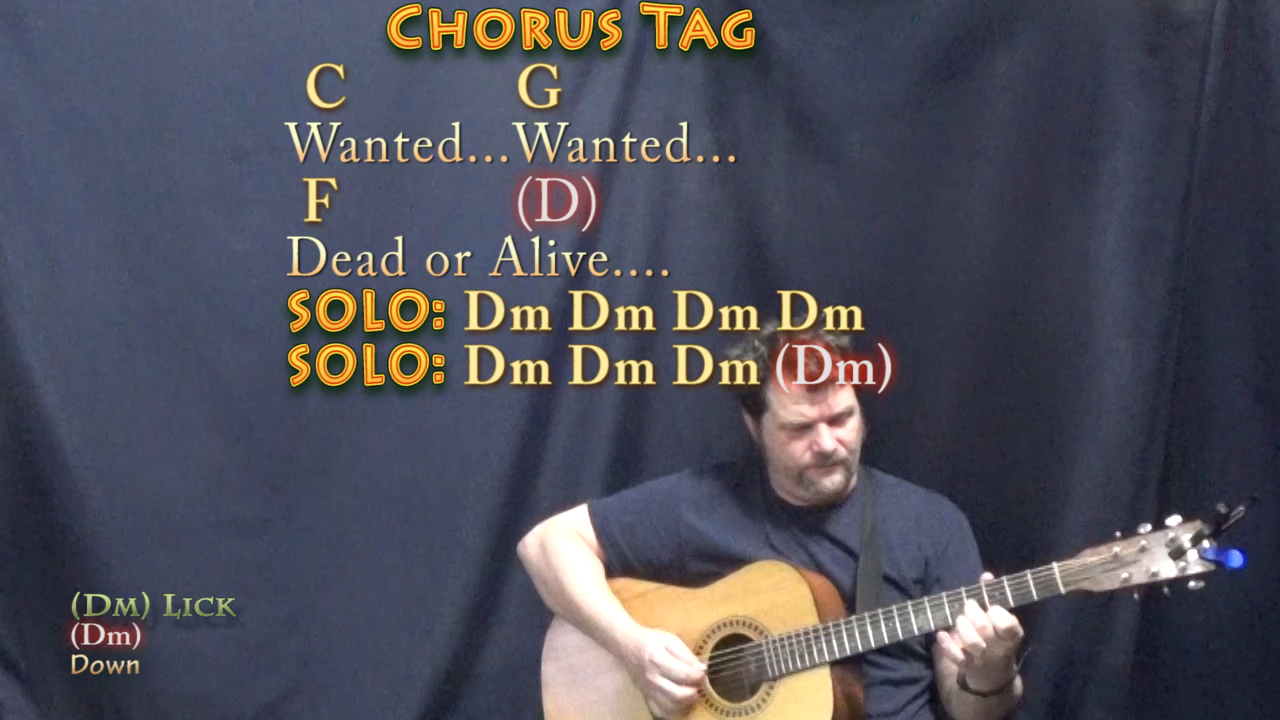 CHORUS TAG
C G
Wanted...Wanted...
F (D)
Dead or Alive....
SOLO: Dm Dm Dm Dm
SOLO: Dm Dm Dm (Dm)
(DM) LICK
(Dm)
Down